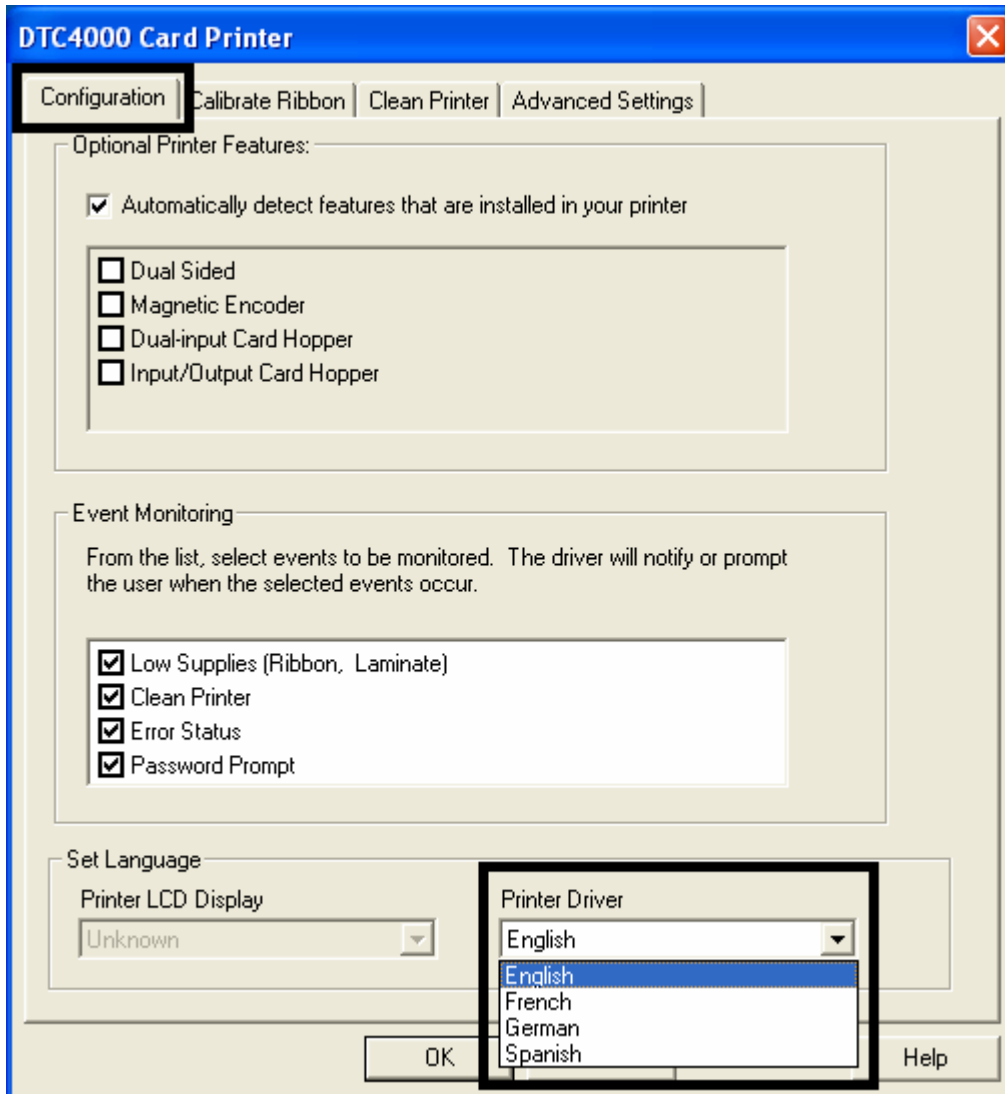 DTC4000 Card Printer
Configuration Calibrate Ribbon Clean Printer Advanced Settings
Optional Printer Features:
Automatically detect features that are installed in your printer
Dual Sided
Magnetic Encoder
Dual-input Card Hopper
Input/Output Card Hopper
Event Monitoring
From the list, select events to be monitored. The driver will notify or prompt
the user when the selected events occur.
Low Supplies (Ribbon, Laminate)
Clean Printer
Error Status
Password Prompt
Set Language
Printer LCD Display
Unknown
Printer Driver
English
English
French
German
Spanish
OK
Help